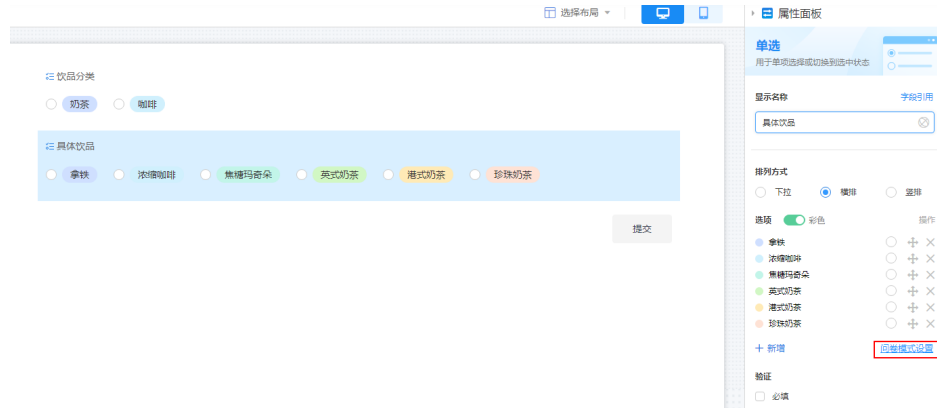 选择布局
属性面板
单选
用于单项选择或切换到选中状态
饮品分类
奶茶 咖啡
具体饮品
拿铁 浓缩咖啡 焦糖玛奇朵 英式奶茶 港式奶茶 珍珠奶茶
提交
显示名称 字段引用
具体饮品
排列方式
下拉 横排 竖排
选项 彩色 操作
拿铁
浓缩咖啡
焦糖玛奇朵
英式奶茶
港式奶茶
珍珠奶茶
+ 新增 问卷模式设置
验证
必填